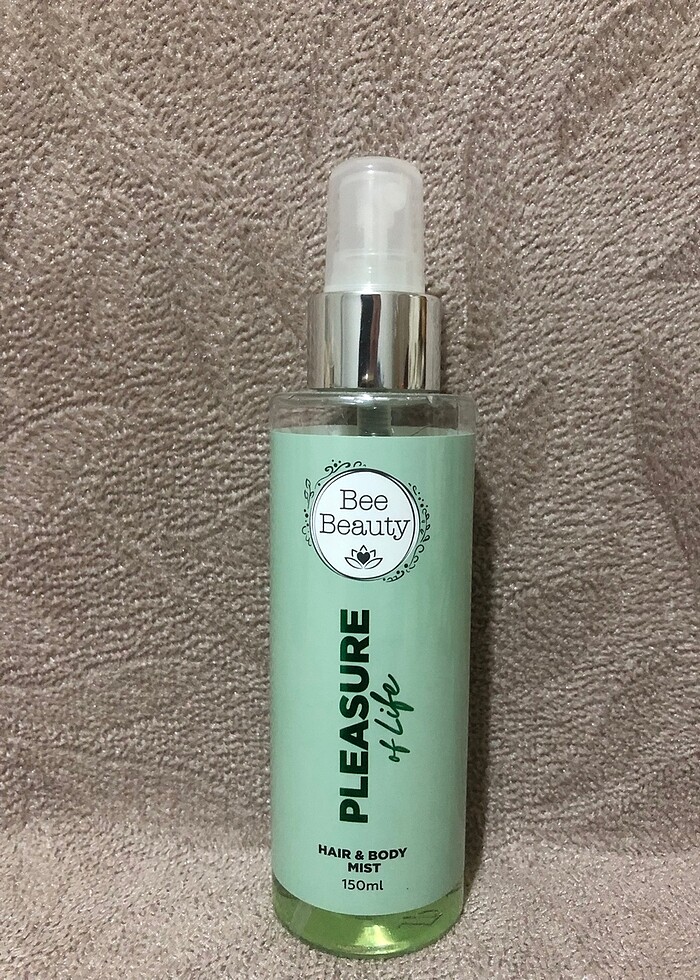 Bee
Beauty
PLEASURE
of Life
HAIR & BODY
MIST
150ml